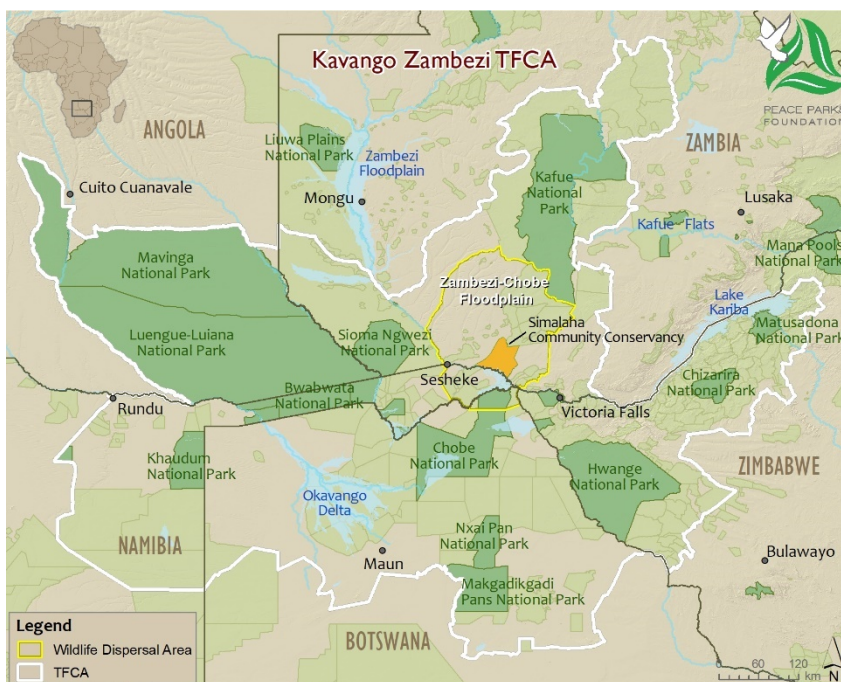 Kavango Zambezi TFCA
PEACE PARKS
FOUNDATION
ANGOLA
Liuwa Plains
National Park
Zambezi
Floodplain
Kafue
National
Park
ZAMBIA
Cuito Cuanavale
Mongu
Lusaka
Kafue Flats
Mana Pools
National Park
Mavinga
National Park
Zambezi-Chobe
Floodplain
Lake
Kariba
Luengue-Luiana
National Park
Sioma Ngwezi
National Park
Simalaha
Community Conservancy
Matusadona
National Park
Sesheke
Chizarira
National Park
Bwabwata
National Park
Rundu
Victoria Falls
Khaudum
National Park
Chobe
National Park
Hwange
National Park
ZIMBABWE
Okavango
Delta
Nxai Pan
National Park
NAMIBIA
Maun
Bulawayo
Makgadikgadi
Pans National Park
BOTSWANA
Legend
Wildlife Dispersal Area
TFCA
0 60 120
km
N